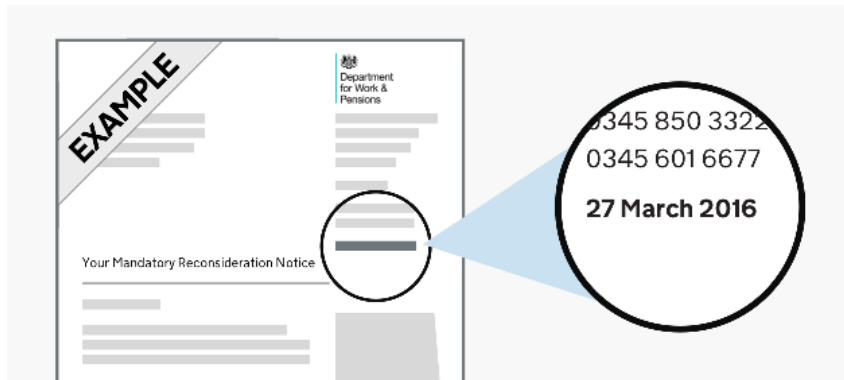 EXAMPLE
Department
for Work &
Pensions
Your Mandatory Reconsideration Notice
0345 850 3322
0345 601 6677
27 March 2016